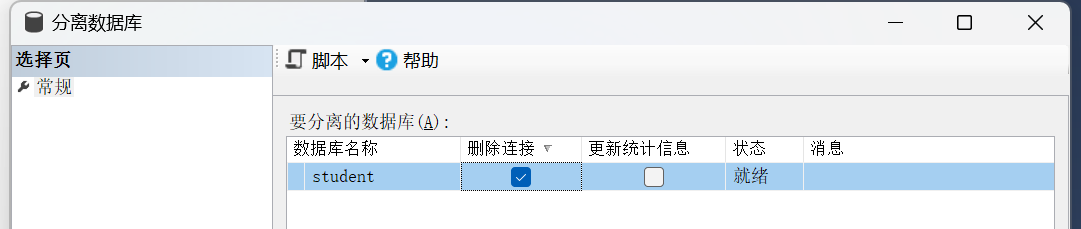 分离数据库
选择页
常规
脚本 帮助
要分离的数据库(A):
数据库名称 删除连接 更新统计信息 状态 消息
student 就绪